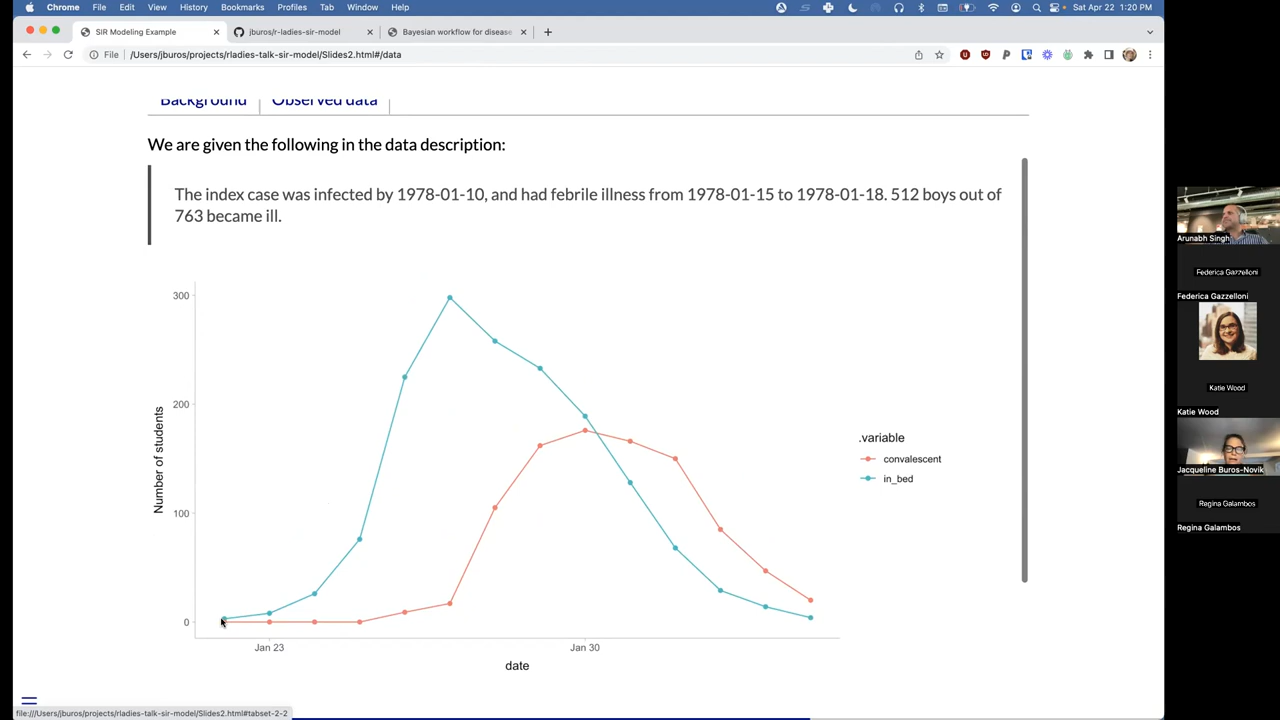 Chrome File Edit View History Bookmarks Profiles Tab Window Help
Sat Apr 22 1:20 PM
SIR Modeling Example
jburos/r-ladies-sir-model
Bayesian workflow for disease
File /Users/jburos/projects/rladies-talk-sir-model/Slides2.html#/data
Background
Observed data
We are given the following in the data description:
The index case was infected by 1978-01-10, and had febrile illness from 1978-01-15 to 1978-01-18. 512 boys out of
763 became ill.
300
200
100
0
Number of students
Jan 23
Jan 30
date
.variable
convalescent
in_bed
file:///Users/jburos/projects/rladies-talk-sir-model/Slides2.html#tabset-2-2
Arunabh Singh
Federica Gazzelloni
Federica Gazzelloni
Katie Wood
Katie Wood
Jacqueline Buros-Novik
Regina Galambos
Regina Galambos